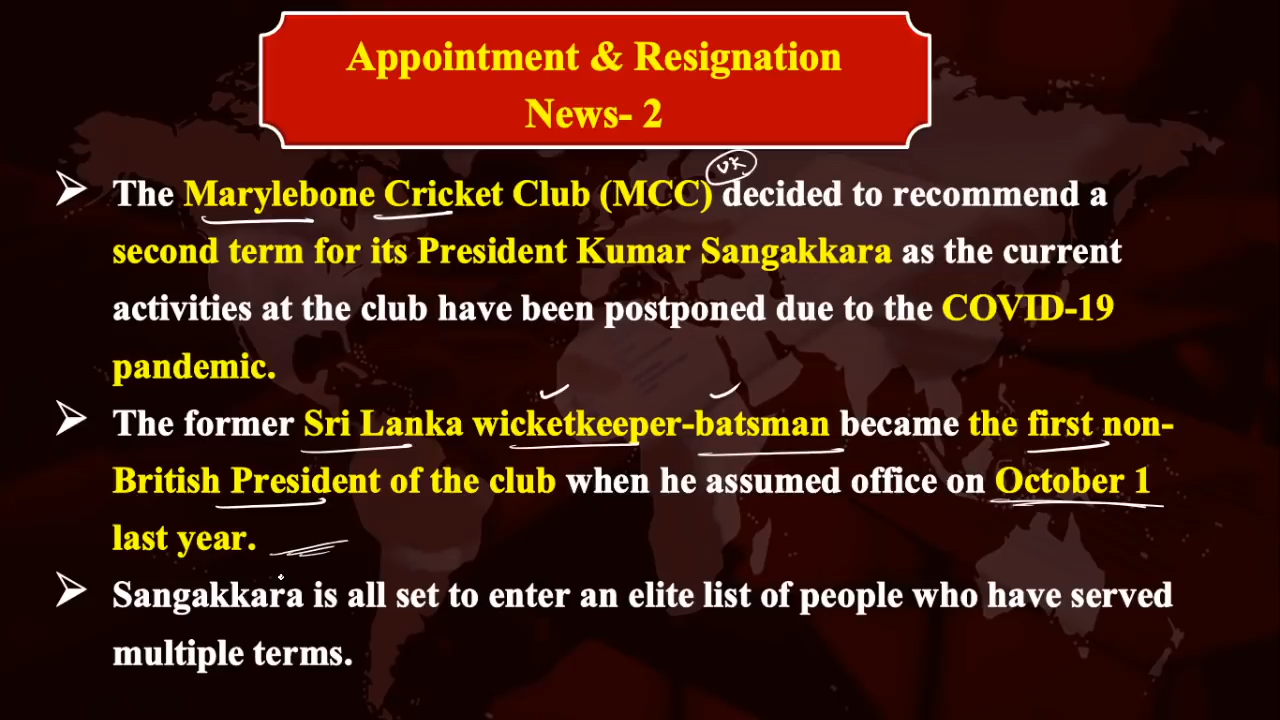 Appointment & Resignation
News- 2
UK
The Marylebone Cricket Club (MCC) decided to recommend a
second term for its President Kumar Sangakkara as the current
activities at the club have been postponed due to the COVID-19
pandemic.
The former Sri Lanka wicketkeeper-batsman became the first non-
British President of the club when he assumed office on October 1
last year.
Sangakkara is all set to enter an elite list of people who have served
multiple terms.